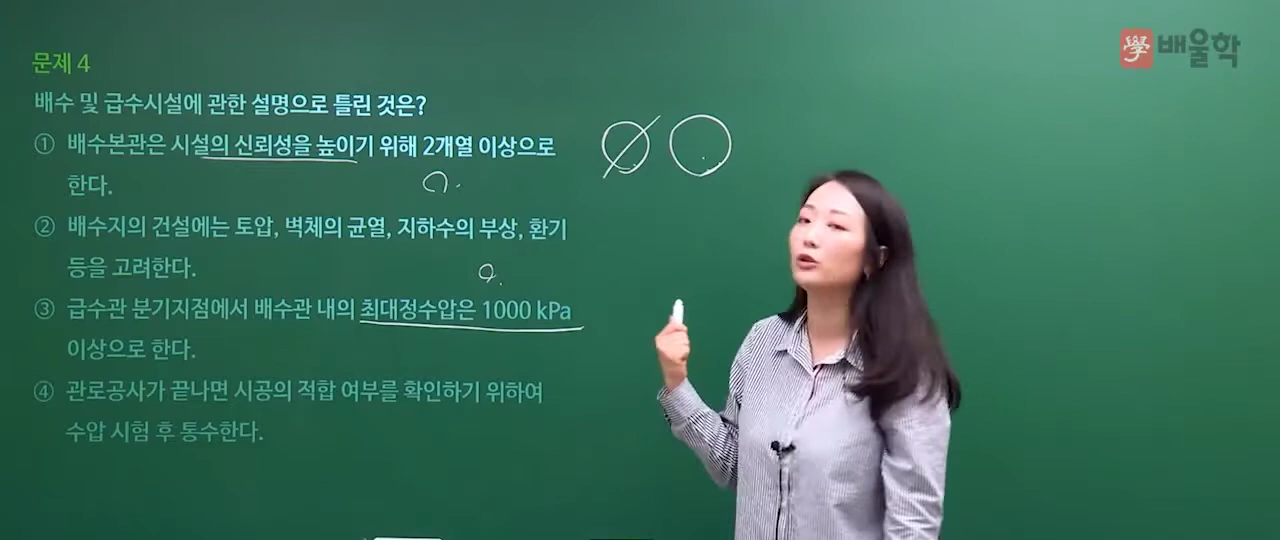 學 배울학
문제 4
배수 및 급수시설에 관한 설명으로 틀린 것은?
① 배수본관은 시설의 신뢰성을 높이기 위해 2개열 이상으로
한다.
② 배수지의 건설에는 토압, 벽체의 균열, 지하수의 부상, 환기
등을 고려한다.
③ 급수관 분기지점에서 배수관 내의 최대정수압은 1000 kPa
이상으로 한다.
④ 관로공사가 끝나면 시공의 적합 여부를 확인하기 위하여
수압 시험 후 통수한다.